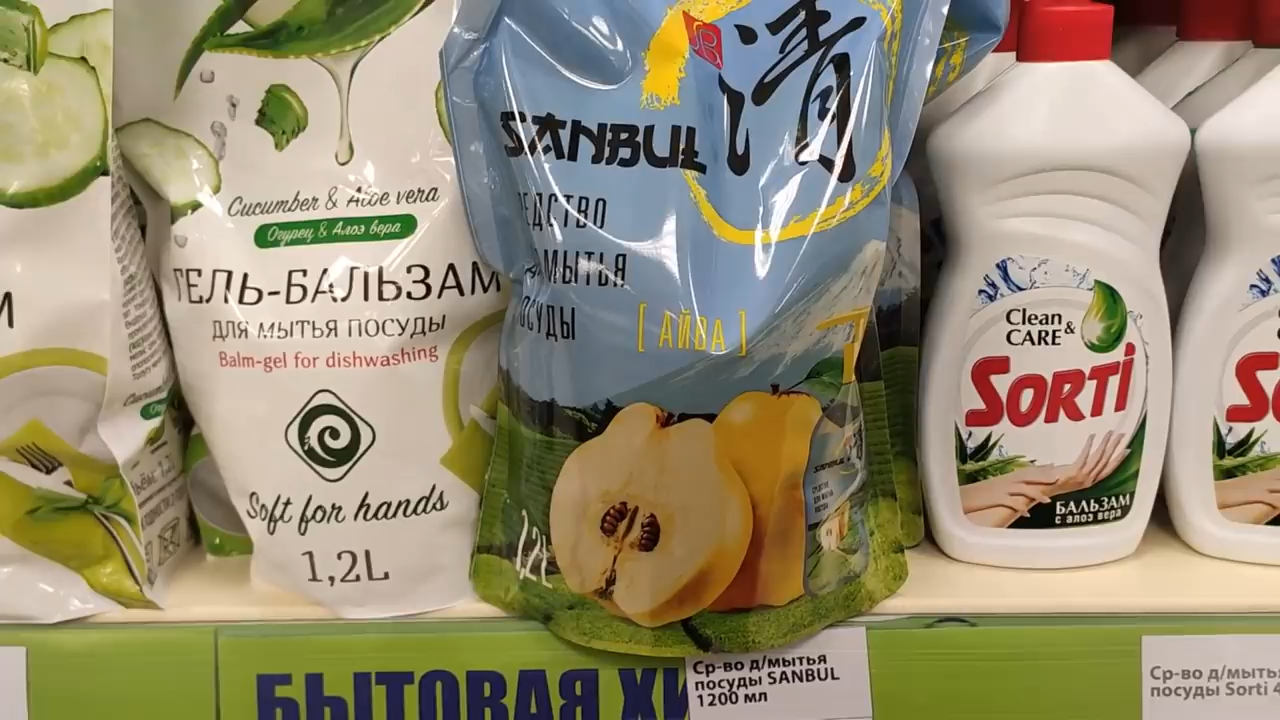 Cucumber & Aloe vera
Огурец & Алоэ вера
ГЕЛЬ-БАЛЬЗАМ
ДЛЯ МЫТЬЯ ПОСУДЫ
Balm-gel for dishwashing
Soft for hands
1,2L
清
SANBUL
МЫТЬЯ
[ АЙВА ]
1,2L
Clean & CARE
SORTI
БАЛЬЗАМ
с алоэ вера
БЫТОВАЯ ХИ
Ср-во д/мытья
посуды SANBUL
1200 мл
Ср-во д/мыть
посуды Sorti 4